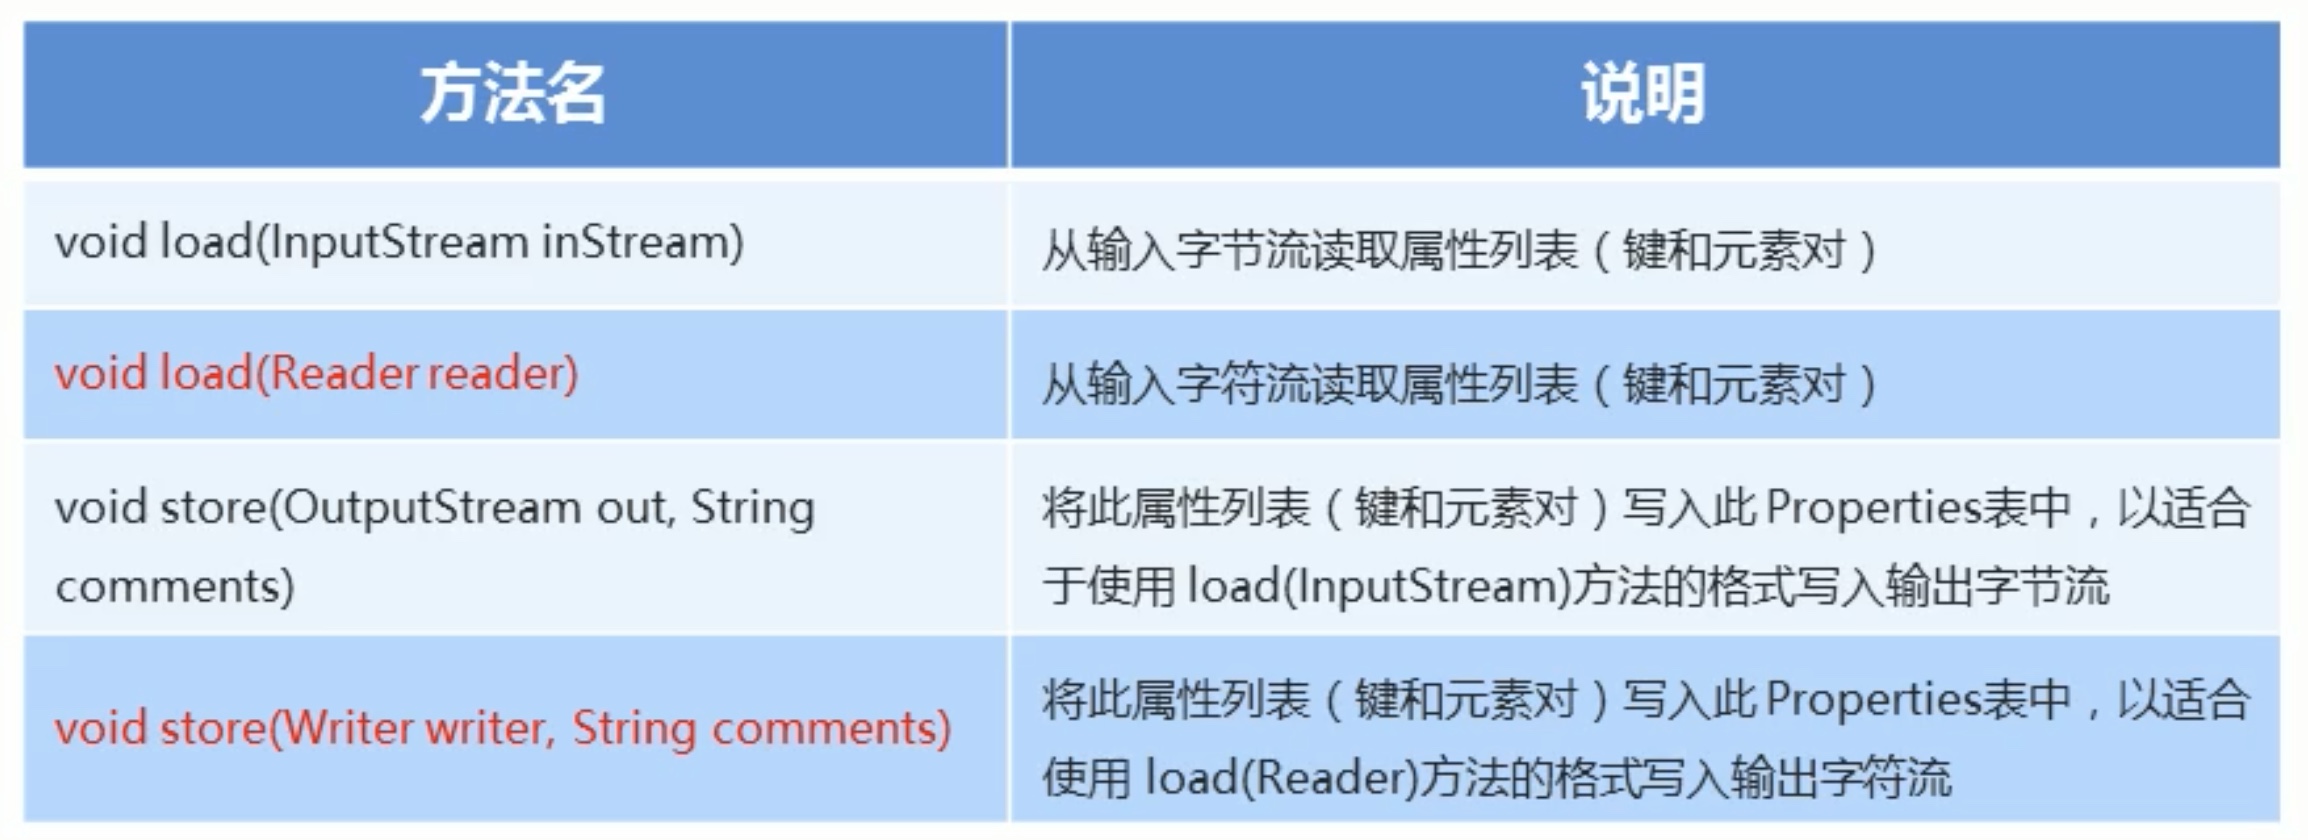 方法名
说明
void load(InputStream inStream)
从输入字节流读取属性列表（键和元素对）
void load(Reader reader)
从输入字符流读取属性列表（键和元素对）
void store(OutputStream out, String
comments)
将此属性列表（键和元素对）写入此Properties表中，以适合
于使用 load(InputStream)方法的格式写入输出字节流
void store(Writer writer, String comments)
将此属性列表（键和元素对）写入此Properties表中，以适合
使用 load(Reader)方法的格式写入输出字符流